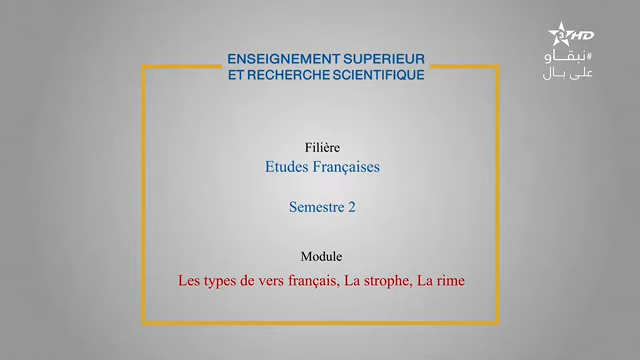 3 HD
#نبقاو
على بال
ENSEIGNEMENT SUPERIEUR
ET RECHERCHE SCIENTIFIQUE
Filière
Etudes Françaises
Semestre 2
Module
Les types de vers français, La strophe, La rime